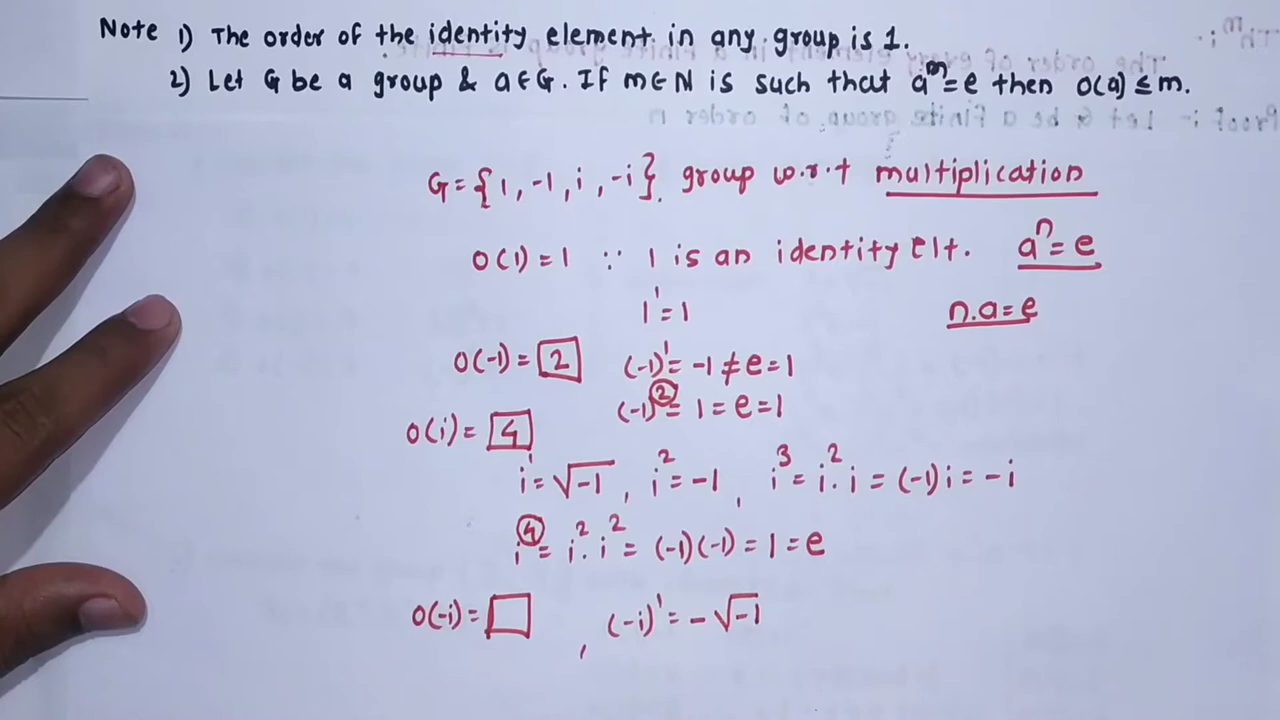 Note 1) The order of the identity element in any group is 1.
2) Let G be a group & a∈G. If m∈N is such that a^m = e then o(a) ≤ m.
G = {1, -1, i, -i} group w.r.t multiplication
o(1) = 1 ∵ 1 is an identity elt. a^n = e
1^1 = 1 n.a = e
o(-1) = 2 (-1)^1 = -1 ≠ e = 1
(-1)^2 = 1 = e = 1
o(i) = 4
i^1 = √-1, i^2 = -1, i^3 = i^2.i = (-1)i = -i
i^4 = i^2.i^2 = (-1)(-1) = 1 = e
o(-i) = □, (-i)^1 = -√-1